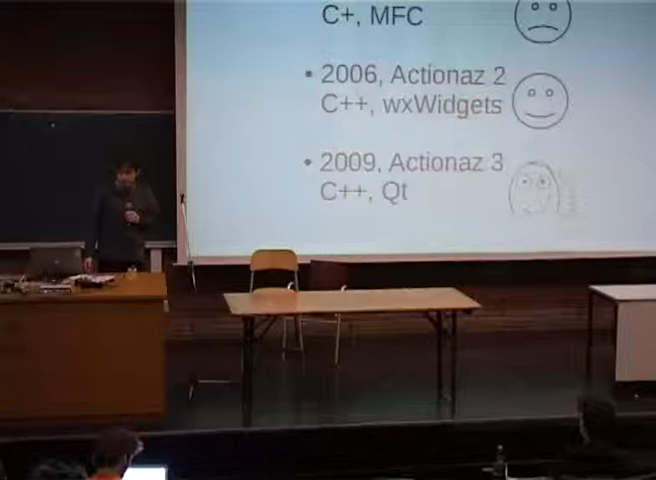 C+, MFC
• 2006, Actionaz 2
C++, wxWidgets
• 2009, Actionaz 3
C++, Qt